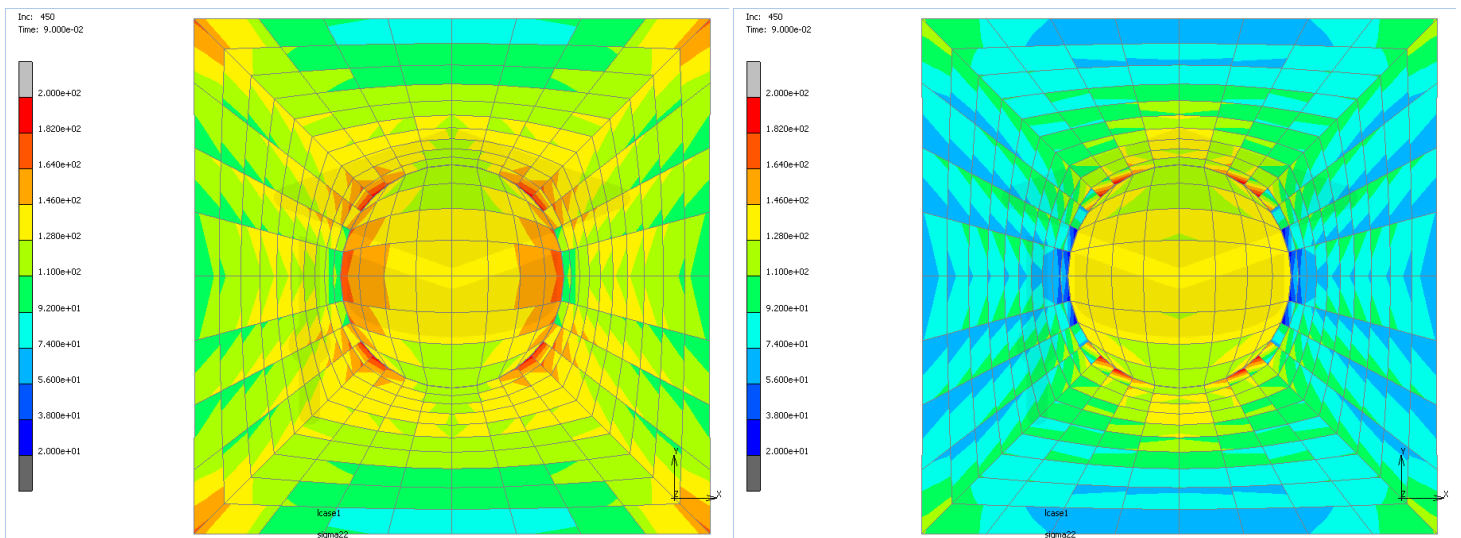 Inc: 450
Time: 9.000e-02
2.000e+02
1.820e+02
1.640e+02
1.460e+02
1.280e+02
1.100e+02
9.200e+01
7.400e+01
5.600e+01
3.800e+01
2.000e+01
Y
Z X
lcase1
sigma22
Inc: 450
Time: 9.000e-02
2.000e+02
1.820e+02
1.640e+02
1.460e+02
1.280e+02
1.100e+02
9.200e+01
7.400e+01
5.600e+01
3.800e+01
2.000e+01
Y
Z X
lcase1
sigma22